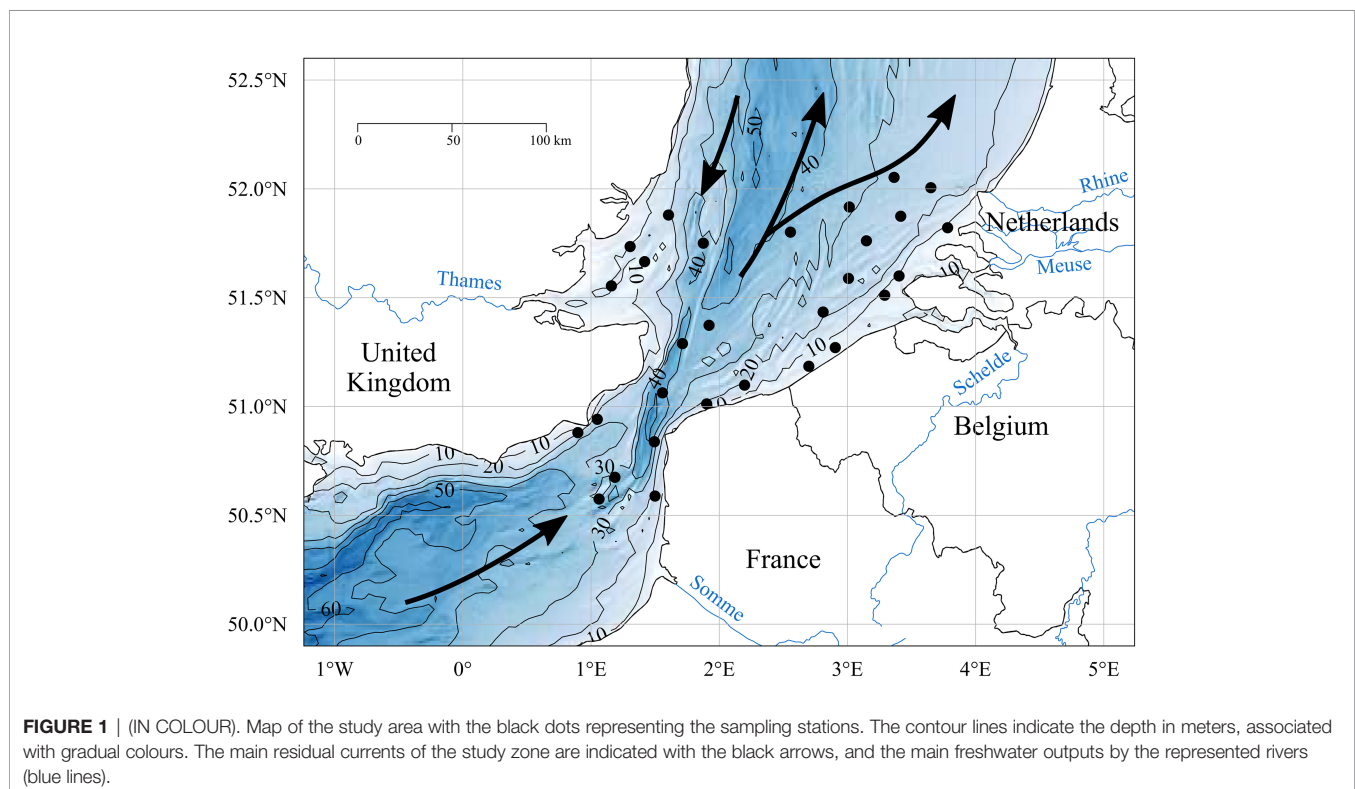 52.5°N
52.0°N
51.5°N
51.0°N
50.5°N
50.0°N
1°W
0°
1°E
2°E
3°E
4°E
5°E
0
50
100 km
50
40
Rhine
Netherlands
Meuse
10
Thames
10
40
United
Kingdom
40
10
20
Schelde
Belgium
10
20
10
30
50
30
France
Somme
60
10
FIGURE 1 | (IN COLOUR). Map of the study area with the black dots representing the sampling stations. The contour lines indicate the depth in meters, associated
with gradual colours. The main residual currents of the study zone are indicated with the black arrows, and the main freshwater outputs by the represented rivers
(blue lines).